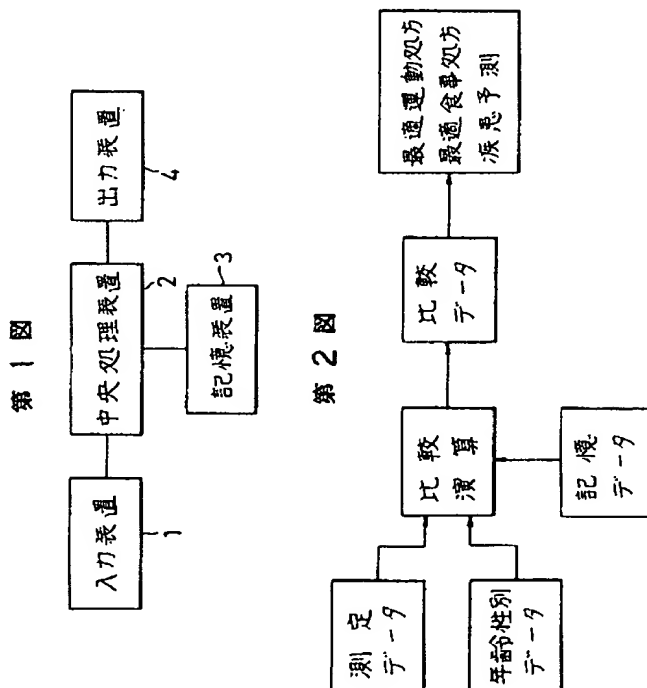 第1図
入力装置
1
中央処理装置
2
出力装置
4
記憶装置
3
第2図
測定
データ
年齢性別
データ
比較
演算
記憶
データ
比較
データ
最適運動処方
最適食事処方
疾患予測